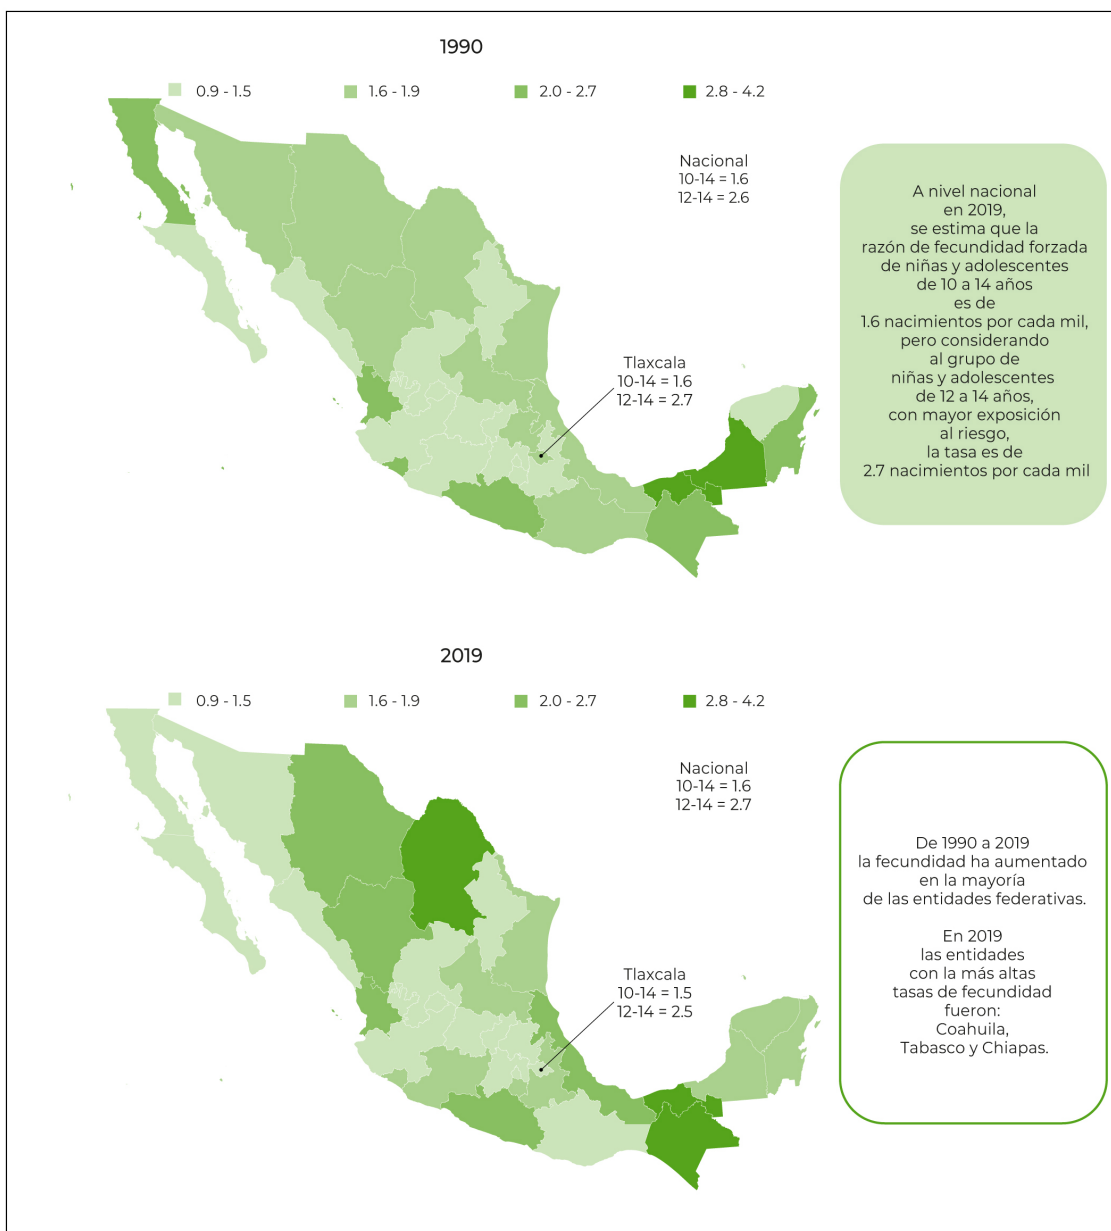 1990
0.9 - 1.5
1.6 - 1.9
2.0 - 2.7
2.8 - 4.2
Nacional
10-14 = 1.6
12-14 = 2.6
Tlaxcala
10-14 = 1.6
12-14 = 2.7
A nivel nacional
en 2019,
se estima que la
razón de fecundidad forzada
de niñas y adolescentes
de 10 a 14 años
es de
1.6 nacimientos por cada mil,
pero considerando
al grupo de
niñas y adolescentes
de 12 a 14 años,
con mayor exposición
al riesgo,
la tasa es de
2.7 nacimientos por cada mil
2019
0.9 - 1.5
1.6 - 1.9
2.0 - 2.7
2.8 - 4.2
Nacional
10-14 = 1.6
12-14 = 2.7
Tlaxcala
10-14 = 1.5
12-14 = 2.5
De 1990 a 2019
la fecundidad ha aumentado
en la mayoría
de las entidades federativas.
En 2019
las entidades
con la más altas
tasas de fecundidad
fueron:
Coahuila,
Tabasco y Chiapas.